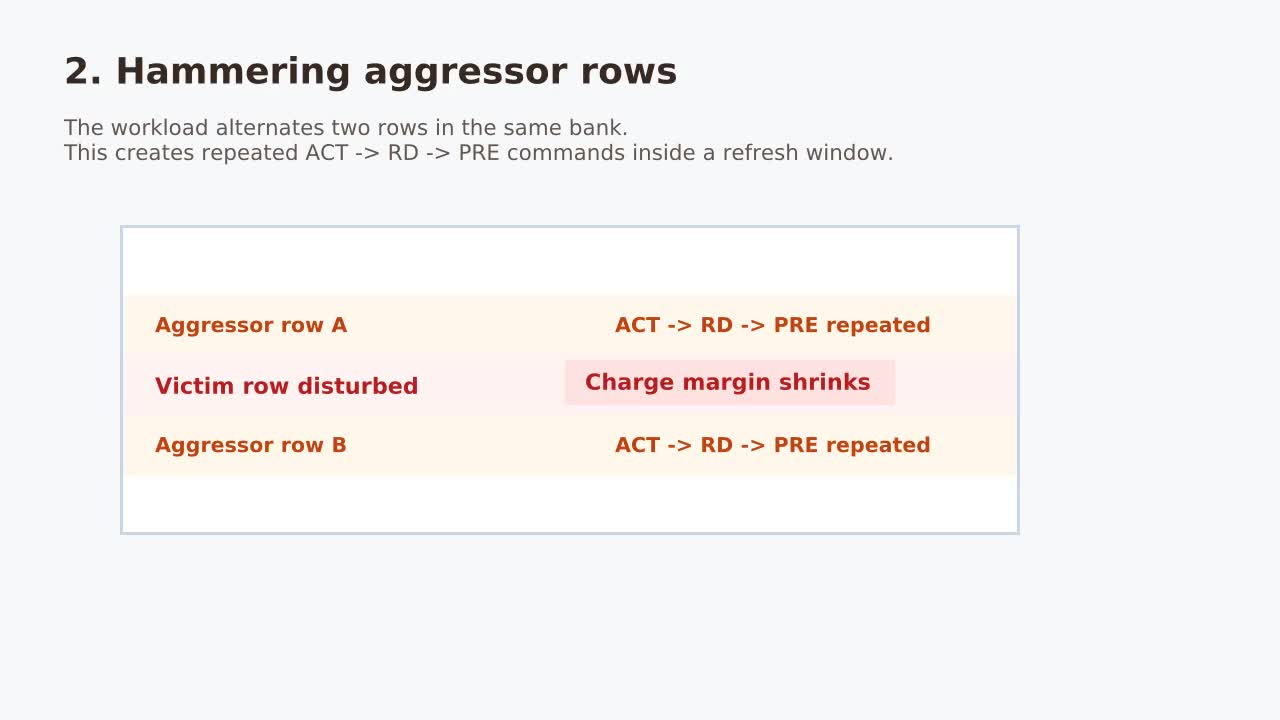 2. Hammering aggressor rows
The workload alternates two rows in the same bank.
This creates repeated ACT -> RD -> PRE commands inside a refresh window.
Aggressor row A
ACT -> RD -> PRE repeated
Victim row disturbed
Charge margin shrinks
Aggressor row B
ACT -> RD -> PRE repeated